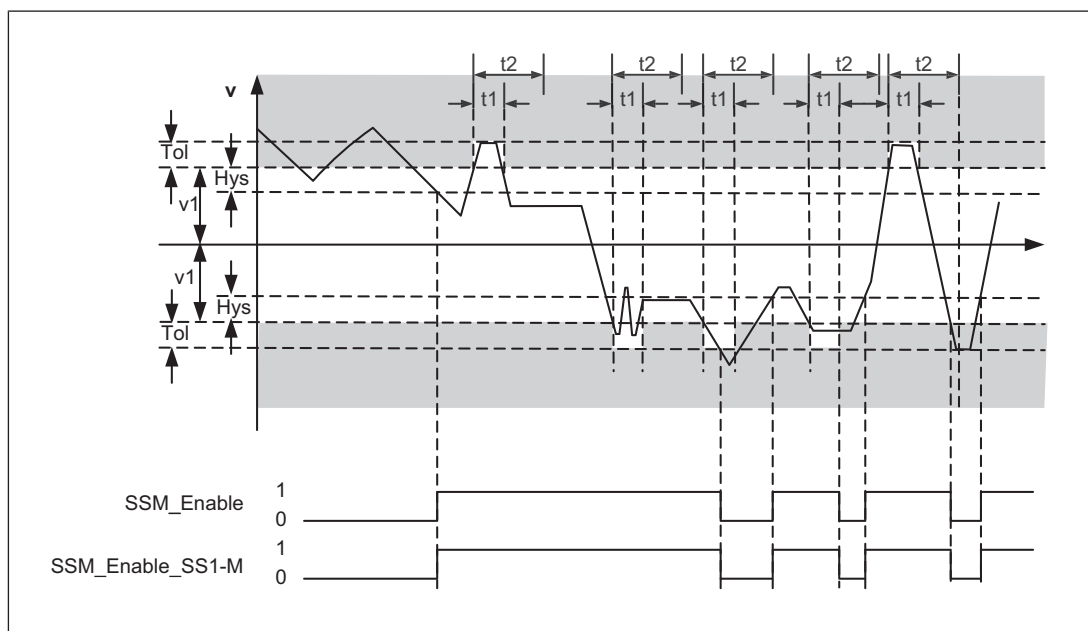 t2 t2 t2 t2 t2
v
t1 t1 t1 t1 t1
Tol
Hys
v1
v1
Hys
Tol
SSM_Enable 1
0
SSM_Enable_SS1-M 1
0